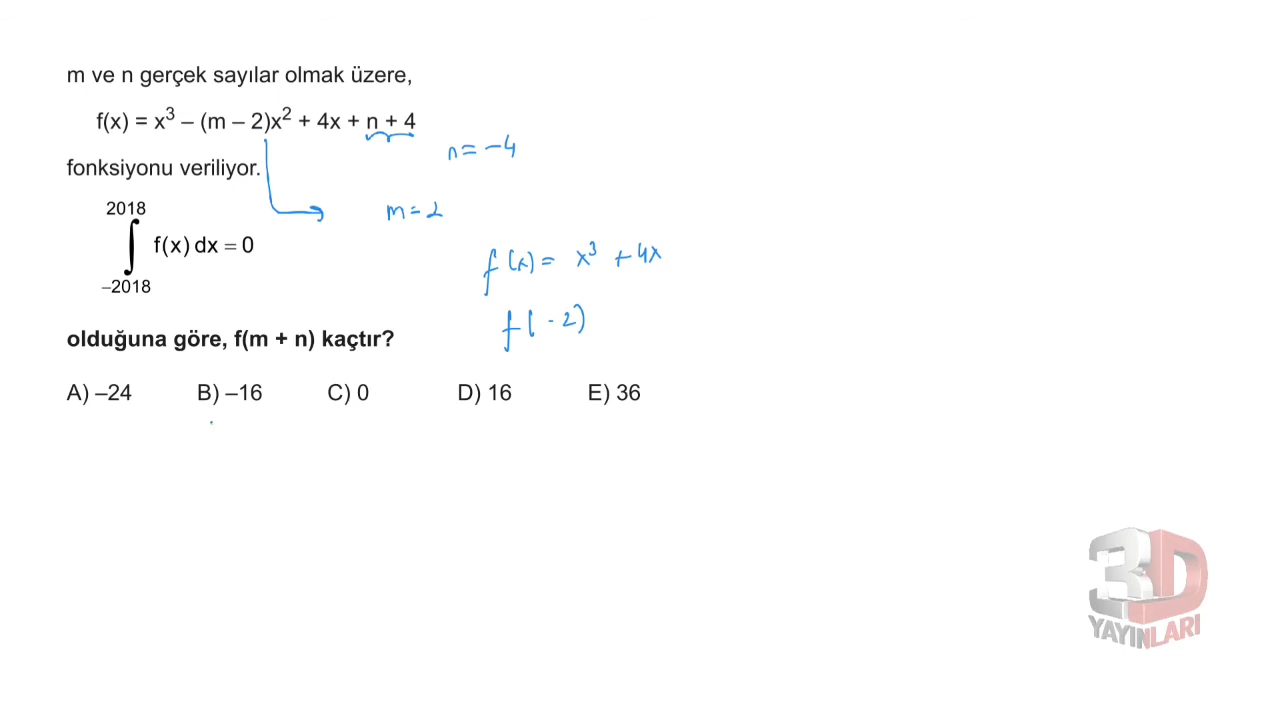 m ve n gerçek sayılar olmak üzere,
f(x) = x³ – (m – 2)x² + 4x + n + 4
n = –4
fonksiyonu veriliyor.
m = 2
2018
∫ f(x) dx = 0
–2018
f(x) = x³ + 4x
f(-2)
olduğuna göre, f(m + n) kaçtır?
A) –24 B) –16 C) 0 D) 16 E) 36
3D
YAYINLARI